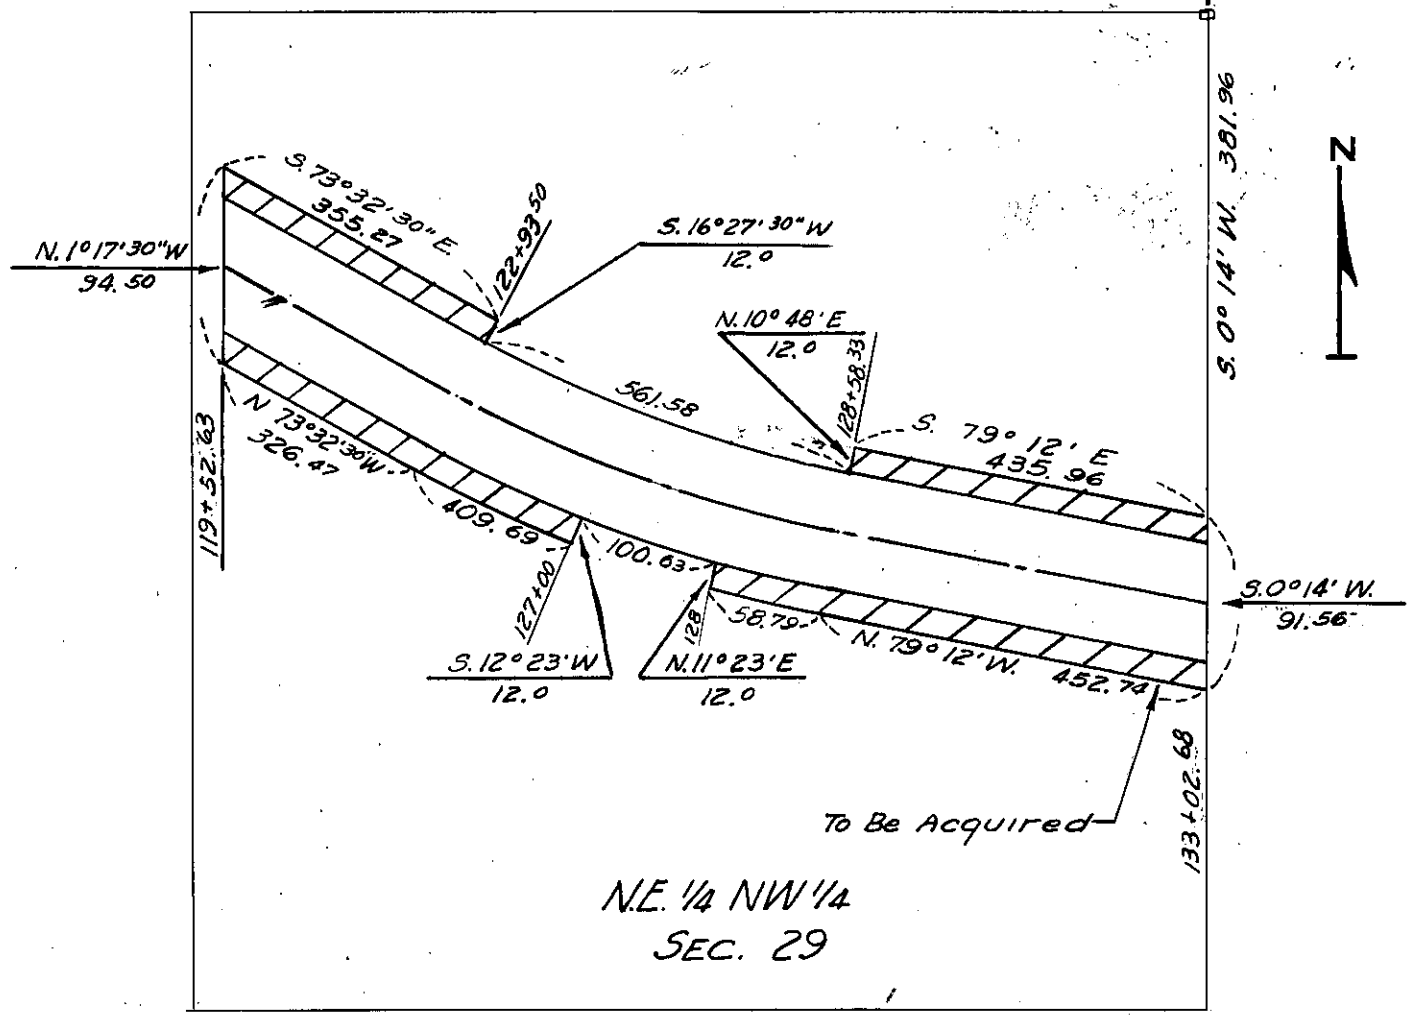 S. 0° 14' W. 381.96
N
S. 73° 32' 30" E.
355.27
122+93.50
S. 16° 27' 30" W
12.0
N. 1° 17' 30" W
94.50
N. 10° 48' E
12.0
128+58.33
561.58
S. 79° 12' E
435.96
N 73° 32' 30" W.
326.47
119+52.63
409.69
100.63
127+00
128
58.79
N. 79° 12' W.
452.74
S. 0° 14' W.
91.56
S. 12° 23' W
12.0
N. 11° 23' E
12.0
133+02.68
To Be Acquired
N.E. 1/4 NW 1/4
SEC. 29